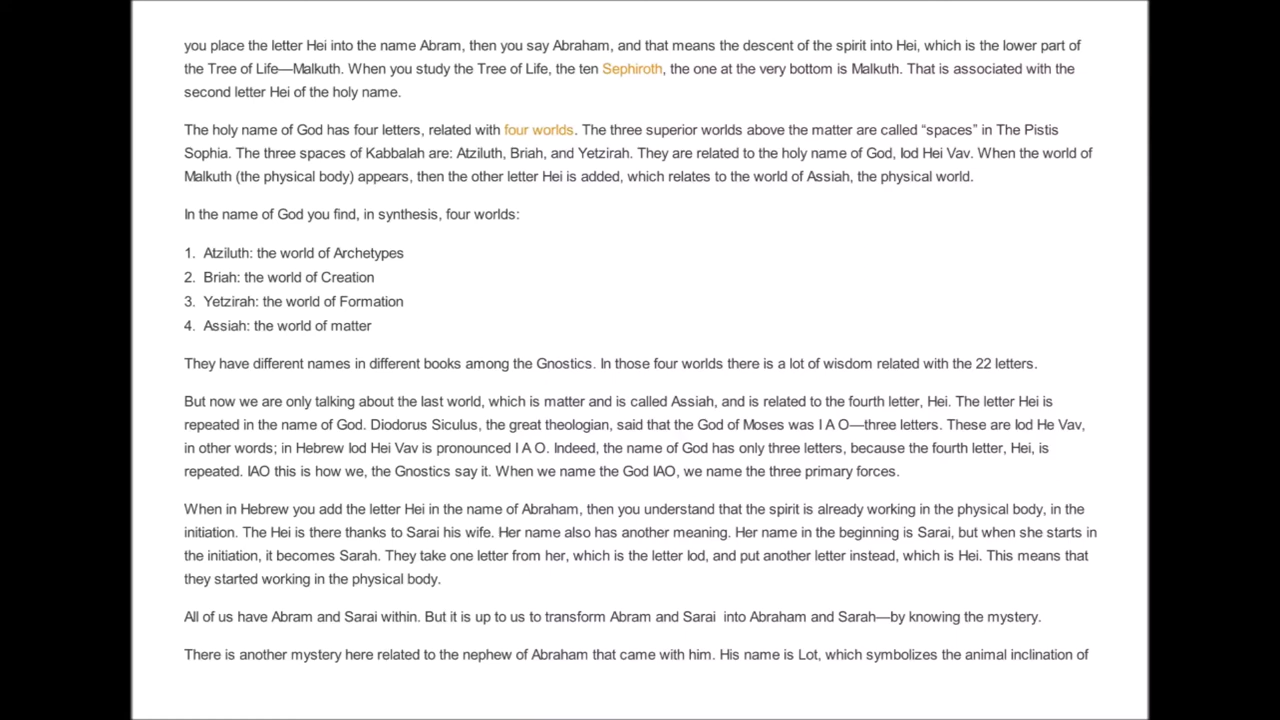 you place the letter Hei into the name Abram, then you say Abraham, and that means the descent of the spirit into Hei, which is the lower part of
the Tree of Life—Malkuth. When you study the Tree of Life, the ten Sephiroth, the one at the very bottom is Malkuth. That is associated with the
second letter Hei of the holy name.
The holy name of God has four letters, related with four worlds. The three superior worlds above the matter are called “spaces” in The Pistis
Sophia. The three spaces of Kabbalah are: Atziluth, Briah, and Yetzirah. They are related to the holy name of God, Iod Hei Vav. When the world of
Malkuth (the physical body) appears, then the other letter Hei is added, which relates to the world of Assiah, the physical world.
In the name of God you find, in synthesis, four worlds:
1. Atziluth: the world of Archetypes
2. Briah: the world of Creation
3. Yetzirah: the world of Formation
4. Assiah: the world of matter
They have different names in different books among the Gnostics. In those four worlds there is a lot of wisdom related with the 22 letters.
But now we are only talking about the last world, which is matter and is called Assiah, and is related to the fourth letter, Hei. The letter Hei is
repeated in the name of God. Diodorus Siculus, the great theologian, said that the God of Moses was I A O—three letters. These are Iod He Vav,
in other words; in Hebrew Iod Hei Vav is pronounced I A O. Indeed, the name of God has only three letters, because the fourth letter, Hei, is
repeated. IAO this is how we, the Gnostics say it. When we name the God IAO, we name the three primary forces.
When in Hebrew you add the letter Hei in the name of Abraham, then you understand that the spirit is already working in the physical body, in the
initiation. The Hei is there thanks to Sarai his wife. Her name also has another meaning. Her name in the beginning is Sarai, but when she starts in
the initiation, it becomes Sarah. They take one letter from her, which is the letter Iod, and put another letter instead, which is Hei. This means that
they started working in the physical body.
All of us have Abram and Sarai within. But it is up to us to transform Abram and Sarai  into Abraham and Sarah—by knowing the mystery.
There is another mystery here related to the nephew of Abraham that came with him. His name is Lot, which symbolizes the animal inclination of